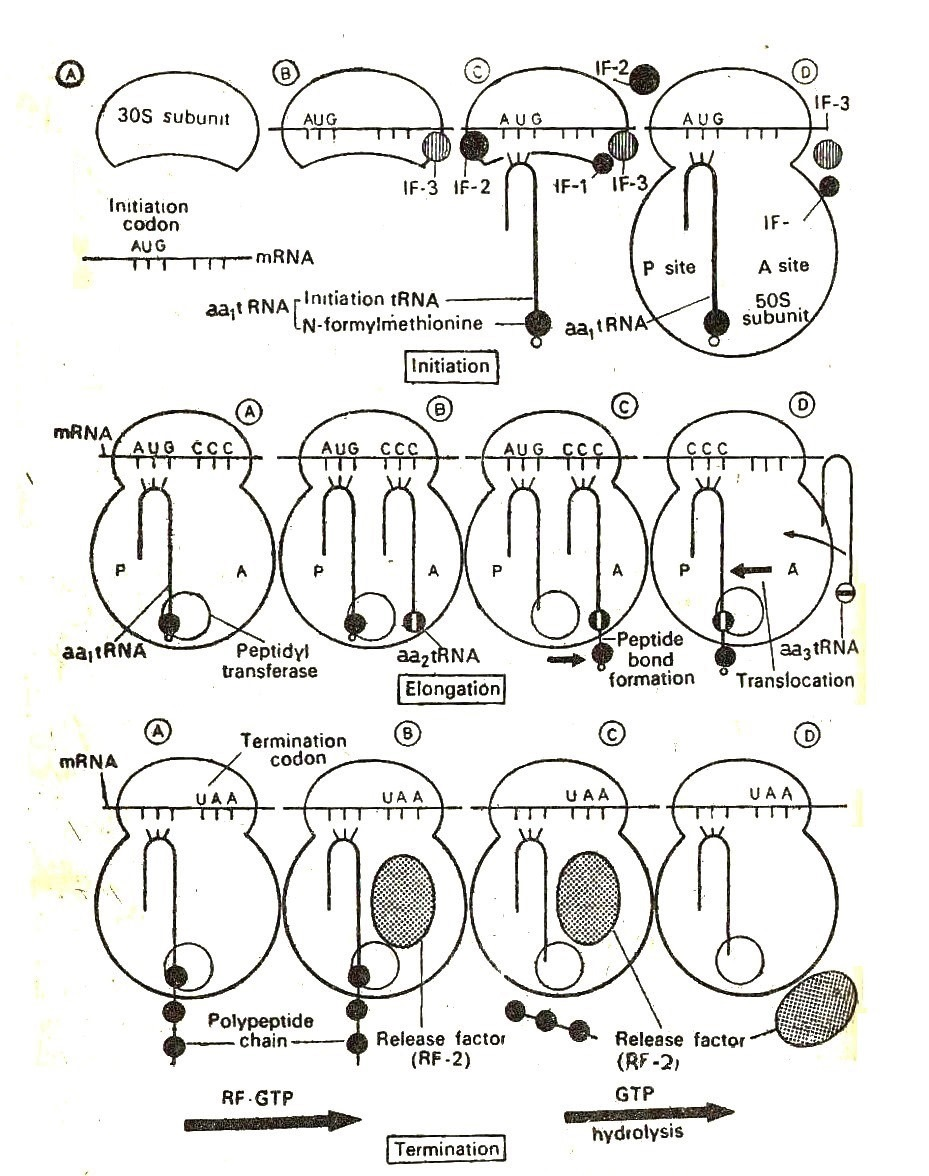 A
B
C
D
30S subunit
AUG
IF-3
Initiation
codon
AUG
mRNA
AUG
IF-2
IF-1
IF-3
IF-2
AUG
IF-3
IF-
P site
A site
50S
subunit
aa1tRNA
aa1tRNA
Initiation tRNA
N-formylmethionine
Initiation
A
B
C
D
mRNA
AUG CCC
AUG CCC
AUG CCC
CCC
P
A
P
A
P
A
P
A
aa1tRNA
Peptidyl
transferase
aa2tRNA
Peptide
bond
formation
aa3tRNA
Translocation
Elongation
A
B
C
D
Termination
codon
mRNA
UAA
UAA
UAA
UAA
Polypeptide
chain
Release factor
(RF-2)
Release factor
(RF-2)
RF-GTP
GTP
hydrolysis
Termination